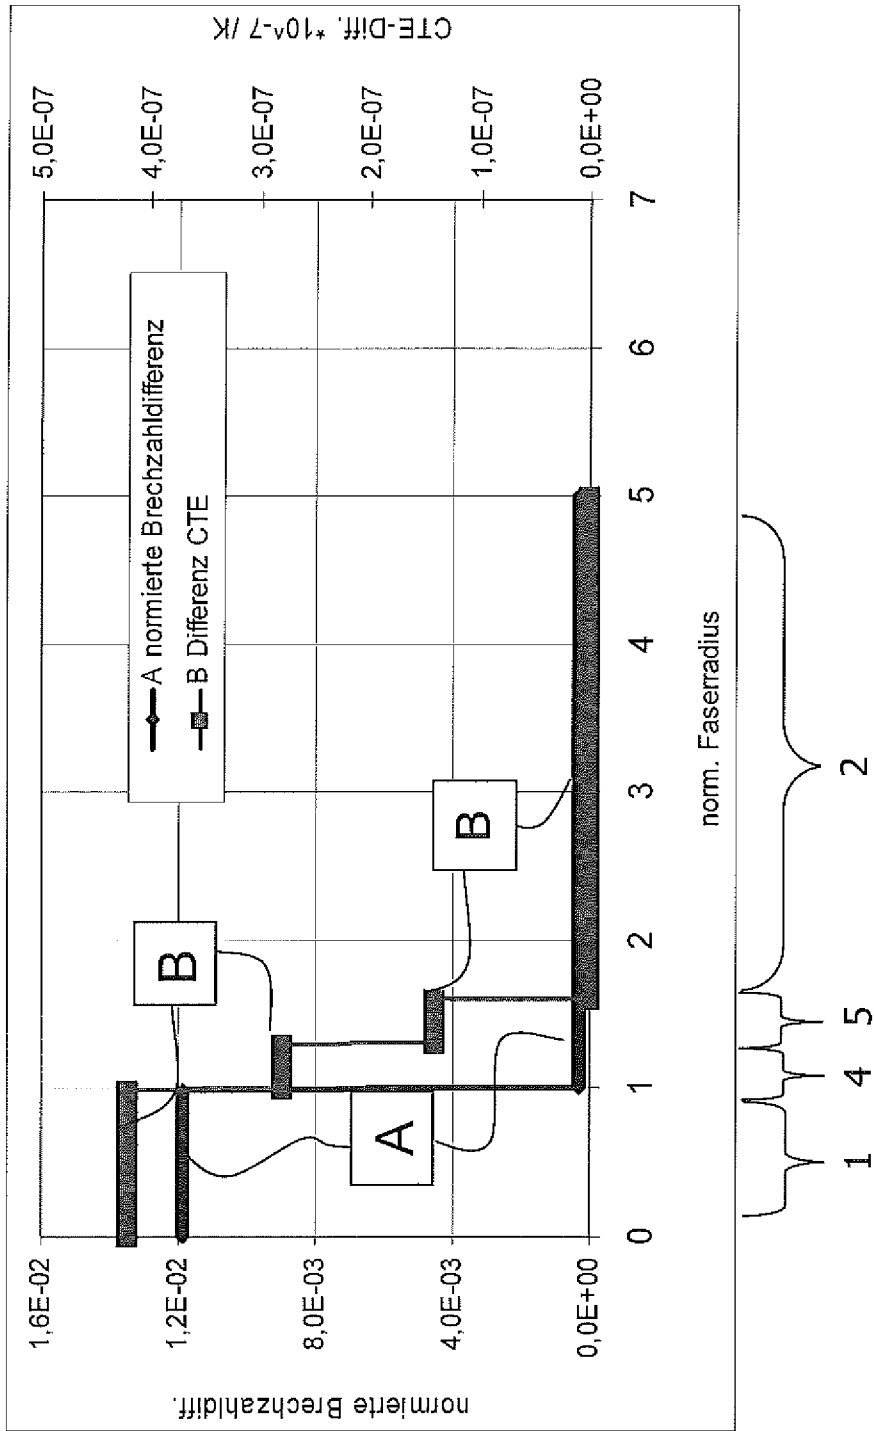 CTE-Diff. *10^-7 /K
5,0E-07
4,0E-07
3,0E-07
2,0E-07
1,0E-07
0,0E+00
A normierte Brechzahldifferenz
B Differenz CTE
B
B
A
1,6E-02
1,2E-02
8,0E-03
4,0E-03
0,0E+00
normierte Brechzahldiff.
0
1
2
3
4
5
6
7
norm. Faserradius
1
4
5
2